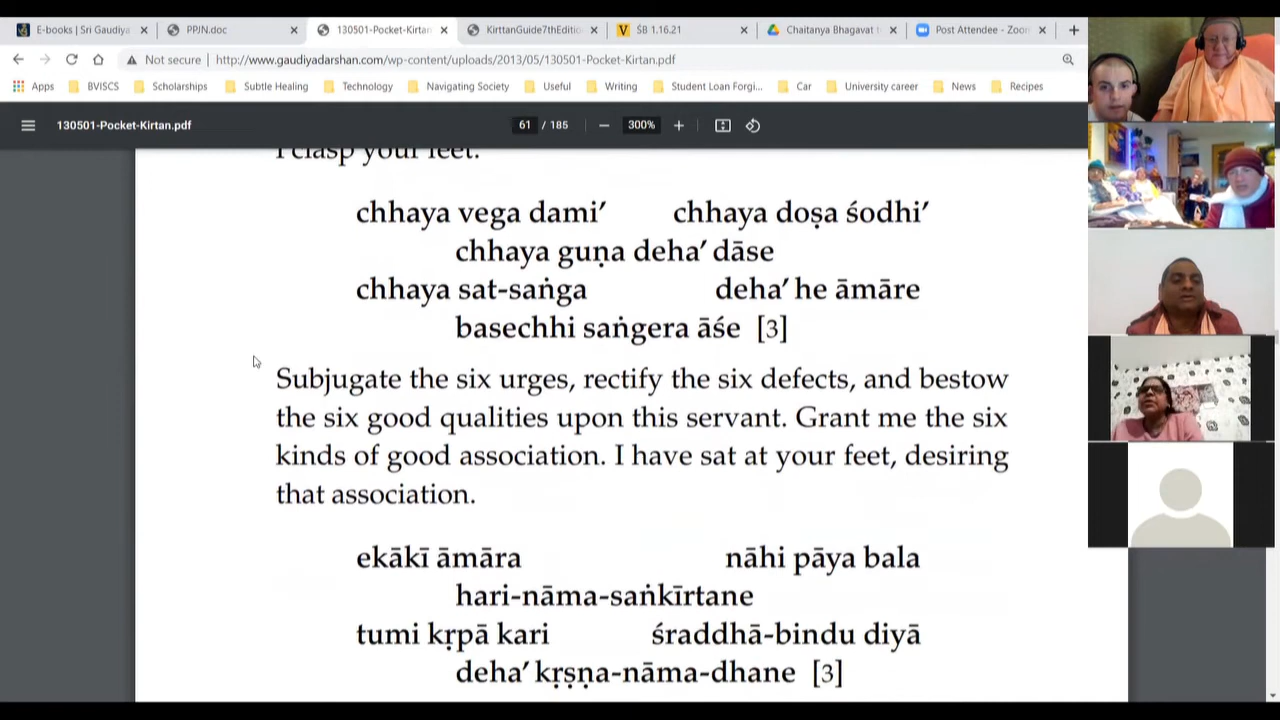 E-books | Sri Gaudiya
PPJN.doc
130501-Pocket-Kirtan
KirttanGuide7thEditio
ŚB 1.16.21
Chaitanya Bhagavat
Post Attendee - Zoom
Not secure | http://www.gaudiyadarshan.com/wp-content/uploads/2013/05/130501-Pocket-Kirtan.pdf
Apps BVISCS Scholarships Subtle Healing Technology Navigating Society Useful Writing Student Loan Forgi... Car University career News Recipes
130501-Pocket-Kirtan.pdf 61 / 185 300%
I clasp your feet.
chhaya vega dami’ chhaya doṣa śodhi’
chhaya guṇa deha’ dāse
chhaya sat-saṅga deha’ he āmāre
basechhi saṅgera āśe [3]
Subjugate the six urges, rectify the six defects, and bestow
the six good qualities upon this servant. Grant me the six
kinds of good association. I have sat at your feet, desiring
that association.
ekākī āmāra nāhi pāya bala
hari-nāma-saṅkīrtane
tumi kṛpā kari śraddhā-bindu diyā
deha’ kṛṣṇa-nāma-dhane [3]